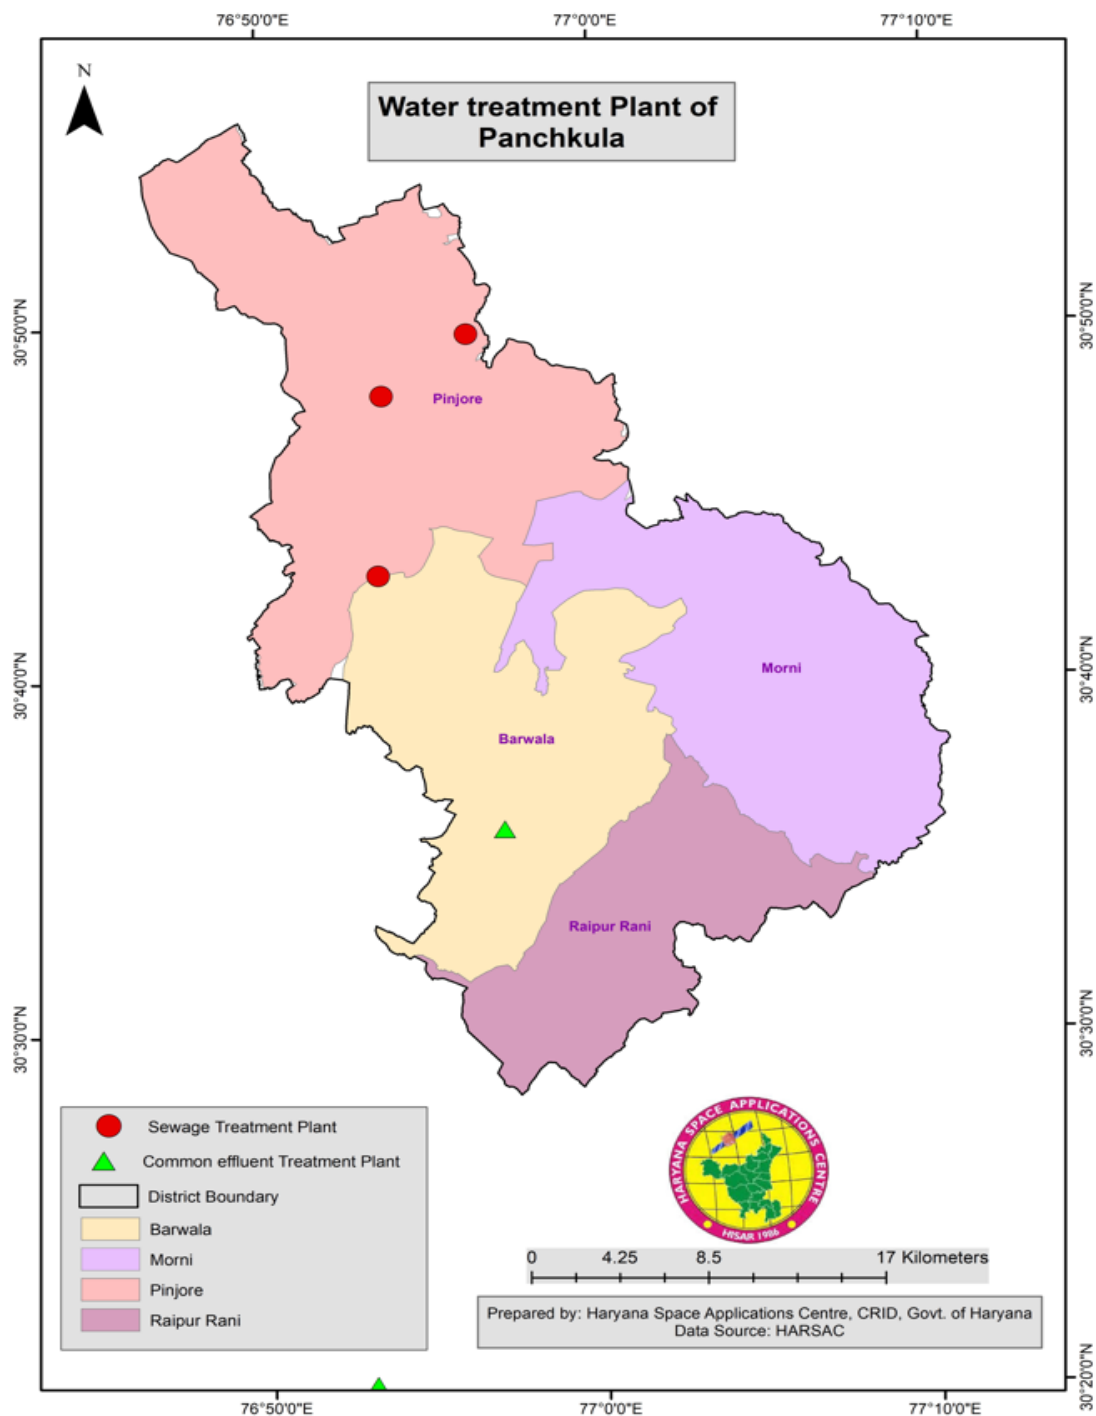 76°50'0"E
77°0'0"E
77°10'0"E
N
Water treatment Plant of
Panchkula
30°50'0"N
30°50'0"N
Pinjore
30°40'0"N
30°40'0"N
Morni
Barwala
Raipur Rani
30°30'0"N
30°30'0"N
Sewage Treatment Plant
Common effluent Treatment Plant
District Boundary
Barwala
Morni
Pinjore
Raipur Rani
HARYANA SPACE APPLICATIONS CENTRE
HISAR 1986
0 4.25 8.5 17 Kilometers
Prepared by: Haryana Space Applications Centre, CRID, Govt. of Haryana
Data Source: HARSAC
30°20'0"N
76°50'0"E
77°0'0"E
77°10'0"E